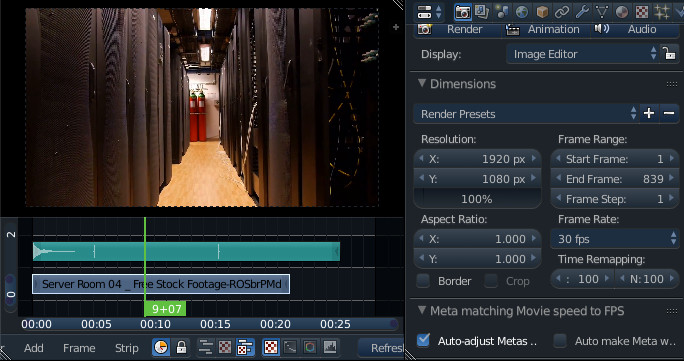 Render Animation Audio
Display: Image Editor
Dimensions
Render Presets
Resolution: Frame Range:
X: 1920 px Start Frame: 1
Y: 1080 px End Frame: 839
100% Frame Step: 1
Aspect Ratio: Frame Rate:
X: 1.000 30 fps
Y: 1.000 Time Remapping:
Border Crop : 100 N: 100
Meta matching Movie speed to FPS
Auto-adjust Metas .. Auto make Meta w..
2
0
Server Room 04 _ Free Stock Footage-ROSbrPMd
9+07
00:00 00:05 00:10 00:15 00:20 00:25
Add Frame Strip Refres